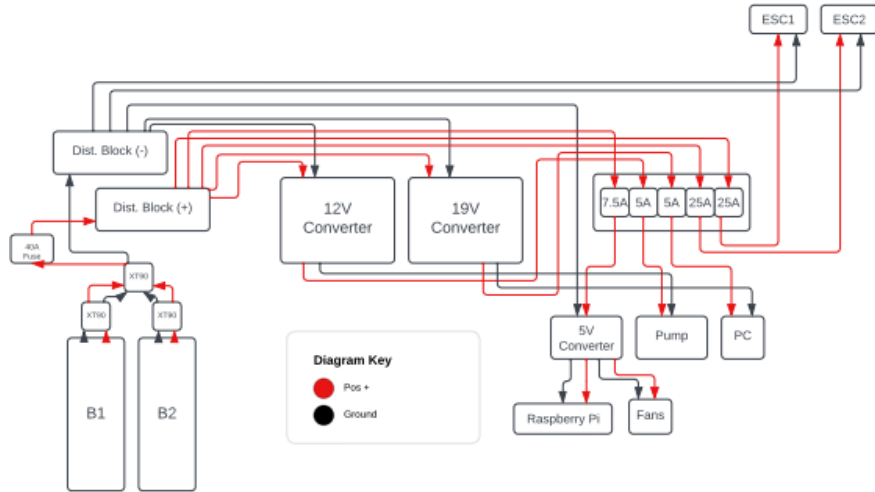 ESC1
ESC2
Dist. Block (-)
Dist. Block (+)
12V
Converter
19V
Converter
7.5A
5A
5A
25A
25A
40A
Fuse
XT90
XT90
XT90
5V
Converter
Pump
PC
Diagram Key
Pos +
Ground
B1
B2
Raspberry Pi
Fans